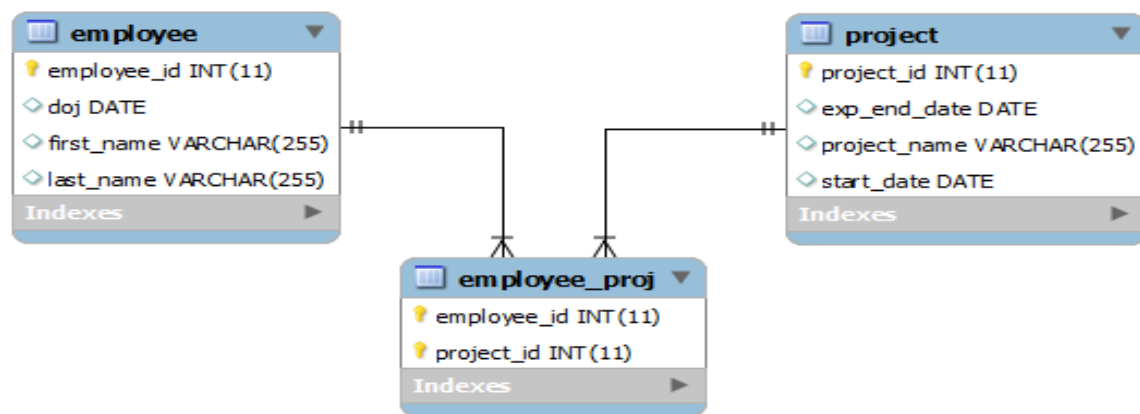 employee
employee_id INT(11)
doj DATE
first_name VARCHAR(255)
last_name VARCHAR(255)
Indexes
project
project_id INT(11)
exp_end_date DATE
project_name VARCHAR(255)
start_date DATE
Indexes
employee_proj
employee_id INT(11)
project_id INT(11)
Indexes